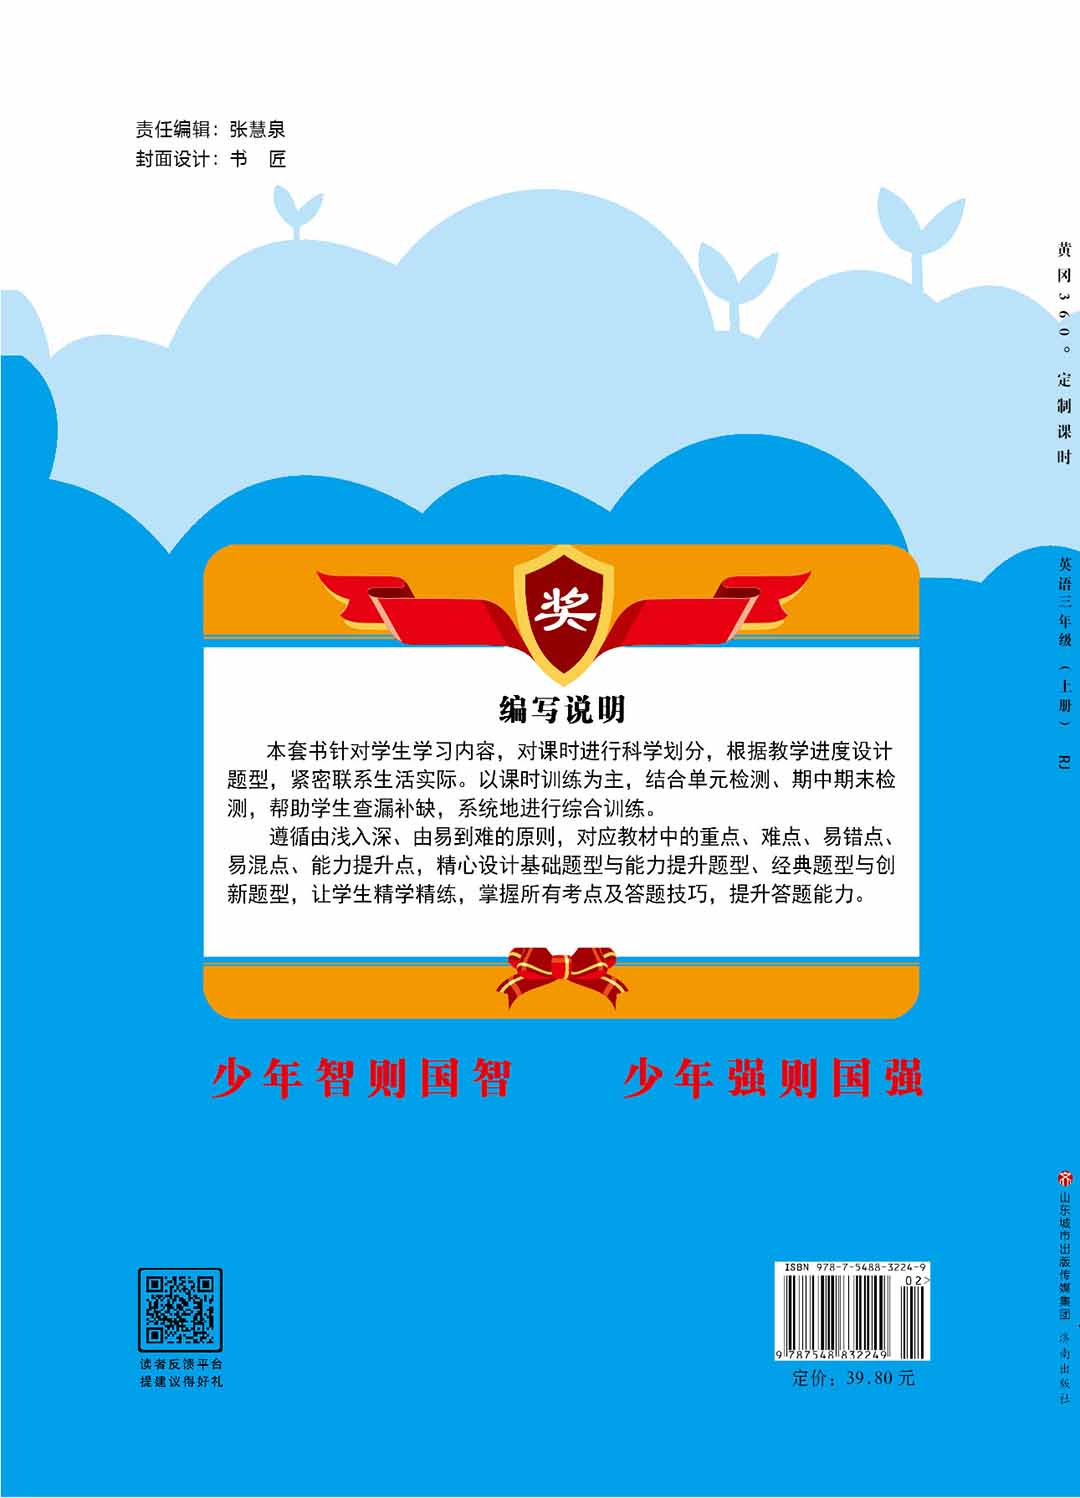 责任编辑：张慧泉
封面设计：书 匠
黄冈360°定制课时
英语三年级（上册） RJ
奖
编写说明
本套书针对学生学习内容，对课时进行科学划分，根据教学进度设计
题型，紧密联系生活实际。以课时训练为主，结合单元检测、期中期末检
测，帮助学生查漏补缺，系统地进行综合训练。
遵循由浅入深、由易到难的原则，对应教材中的重点、难点、易错点、
易混点、能力提升点，精心设计基础题型与能力提升题型、经典题型与创
新题型，让学生精学精练，掌握所有考点及答题技巧，提升答题能力。
少年智则国智 少年强则国强
山东城市出版传媒集团 济南出版社
读者反馈平台
提建议得好礼
ISBN 978-7-5488-3224-9
02>
9 787548 832249
定价：39.80 元